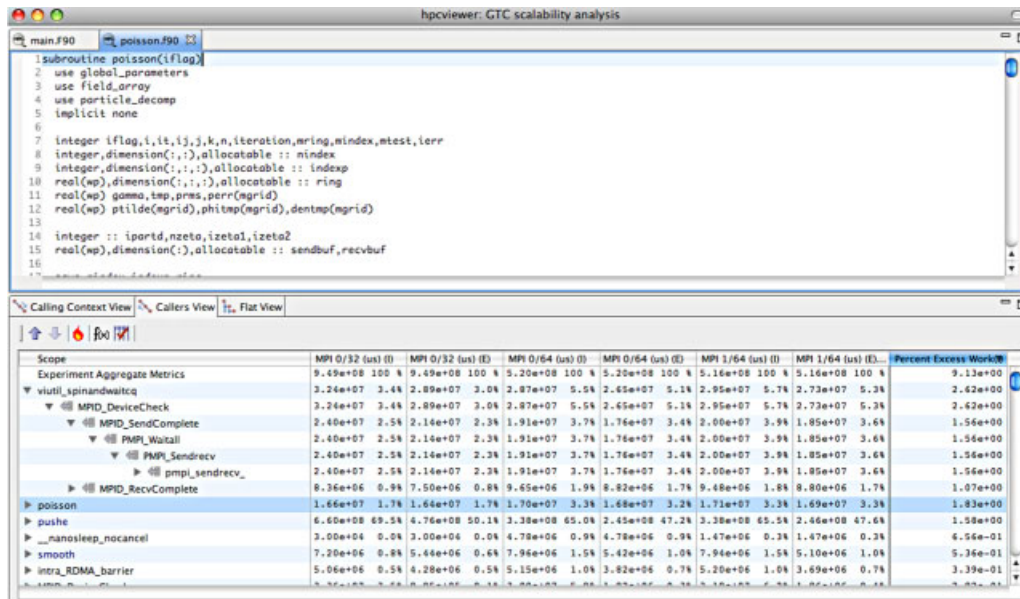 hpcviewer: GTC scalability analysis
main.f90 poisson.f90
1 subroutine poisson(iflag)
2 use global_parameters
3 use field_array
4 use particle_decomp
5 implicit none
6
7 integer iflag,i,it,ij,j,k,n,iteration,mring,mindex,mtest,ierr
8 integer,dimension(:,:),allocatable :: nindex
9 integer,dimension(:,:,:),allocatable :: indexp
10 real(wp),dimension(:,:,:),allocatable :: ring
11 real(wp) gamma,tmp,prms,perr(mgrid)
12 real(wp) ptilde(mgrid),phitmp(mgrid),dentmp(mgrid)
13
14 integer :: ipartd,nzeta,izeta1,izeta2
15 real(wp),dimension(:),allocatable :: sendbuf,recvbuf
16
Calling Context View Callers View Flat View
f(x)
Scope MPI 0/32 (us) (I) MPI 0/32 (us) (E) MPI 0/64 (us) (I) MPI 0/64 (us) (E) MPI 1/64 (us) (I) MPI 1/64 (us) (E)... Percent Excess Work
Experiment Aggregate Metrics 9.49e+08 100 % 9.49e+08 100 % 5.20e+08 100 % 5.20e+08 100 % 5.16e+08 100 % 5.16e+08 100 % 9.13e+00
viutil_spinandwaitcq 3.24e+07 3.4% 2.89e+07 3.0% 2.87e+07 5.5% 2.65e+07 5.1% 2.95e+07 5.7% 2.73e+07 5.3% 2.62e+00
MPID_DeviceCheck 3.24e+07 3.4% 2.89e+07 3.0% 2.87e+07 5.5% 2.65e+07 5.1% 2.95e+07 5.7% 2.73e+07 5.3% 2.62e+00
MPID_SendComplete 2.40e+07 2.5% 2.14e+07 2.3% 1.91e+07 3.7% 1.76e+07 3.4% 2.00e+07 3.9% 1.85e+07 3.6% 1.56e+00
PMPI_Waitall 2.40e+07 2.5% 2.14e+07 2.3% 1.91e+07 3.7% 1.76e+07 3.4% 2.00e+07 3.9% 1.85e+07 3.6% 1.56e+00
PMPI_Sendrecv 2.40e+07 2.5% 2.14e+07 2.3% 1.91e+07 3.7% 1.76e+07 3.4% 2.00e+07 3.9% 1.85e+07 3.6% 1.56e+00
pmpi_sendrecv_ 2.40e+07 2.5% 2.14e+07 2.3% 1.91e+07 3.7% 1.76e+07 3.4% 2.00e+07 3.9% 1.85e+07 3.6% 1.56e+00
MPID_RecvComplete 8.36e+06 0.9% 7.50e+06 0.8% 9.65e+06 1.9% 8.82e+06 1.7% 9.48e+06 1.8% 8.80e+06 1.7% 1.07e+00
poisson 1.66e+07 1.7% 1.64e+07 1.7% 1.70e+07 3.3% 1.68e+07 3.2% 1.71e+07 3.3% 1.69e+07 3.3% 1.83e+00
pushe 6.60e+08 69.5% 4.76e+08 50.1% 3.38e+08 65.0% 2.45e+08 47.2% 3.38e+08 65.5% 2.46e+08 47.6% 1.58e+00
__nanosleep_nocancel 3.00e+04 0.0% 3.00e+04 0.0% 4.78e+06 0.9% 4.78e+06 0.9% 1.47e+06 0.3% 1.47e+06 0.3% 6.56e-01
smooth 7.20e+06 0.8% 5.44e+06 0.6% 7.96e+06 1.5% 5.42e+06 1.0% 7.94e+06 1.5% 5.10e+06 1.0% 5.36e-01
intra_RDMA_barrier 5.06e+06 0.5% 4.28e+06 0.5% 5.15e+06 1.0% 3.82e+06 0.7% 5.20e+06 1.0% 3.69e+06 0.7% 3.39e-01